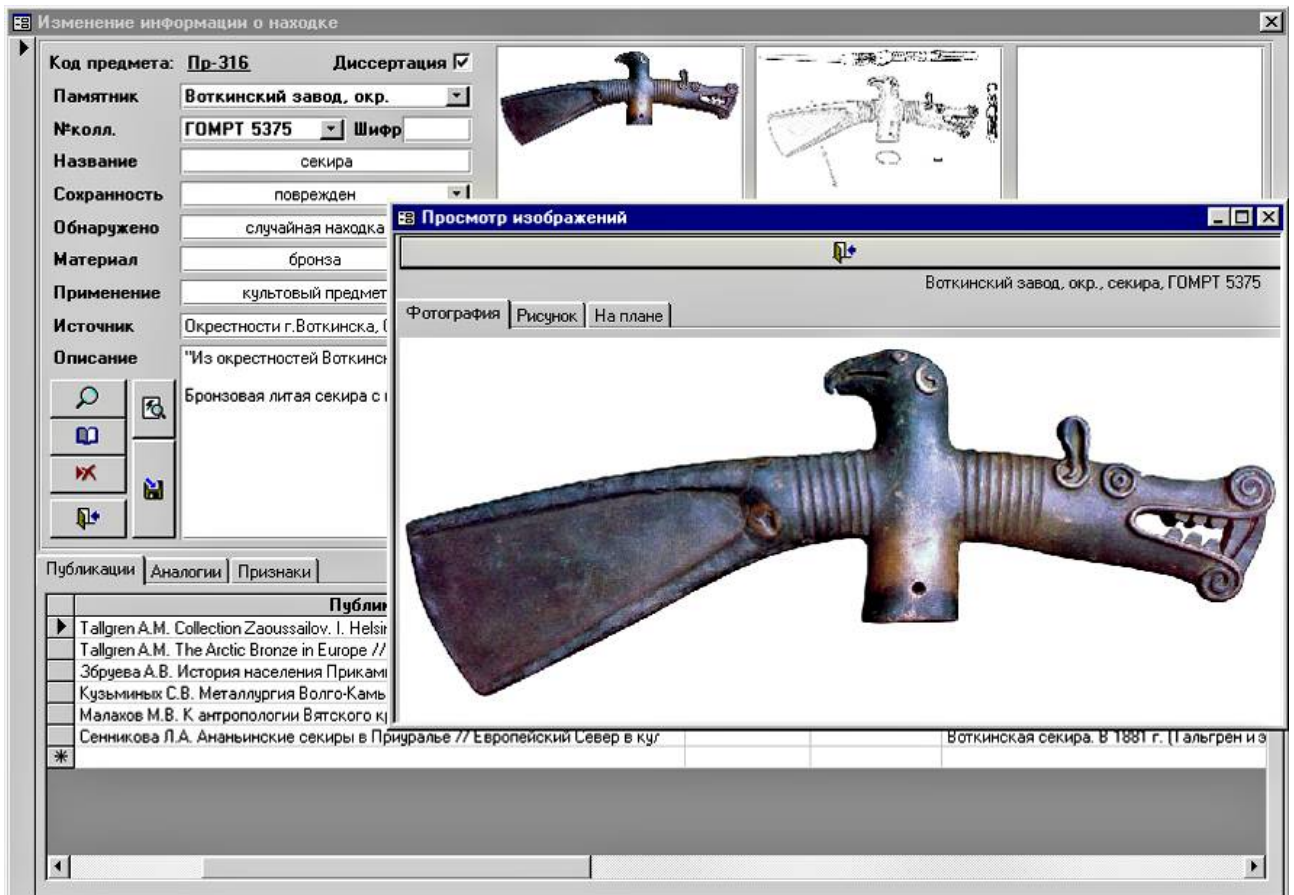 Изменение информации о находке
Код предмета: Пр-316 Диссертация
Памятник Воткинский завод, окр.
№колл. ГОМРТ 5375 Шифр
Название секира
Сохранность поврежден
Обнаружено случайная находка
Материал бронза
Применение культовый предмет
Источник Окрестности г.Воткинска,
Описание "Из окрестностей Воткинск
Бронзовая литая секира с
Просмотр изображений
Воткинский завод, окр., секира, ГОМРТ 5375
Фотография Рисунок На плане
Публикации Аналогии Признаки
Публик
Tallgren A.M. Collection Zaoussailov. I. Helsin
Tallgren A.M. The Arctic Bronze in Europe //
Збруева А.В. История населения Прикам
Кузьминых С.В. Металлургия Волго-Камь
Малахов М.В. К антропологии Вятского к
Сенникова Л.А. Ананьинские секиры в Приуралье // Европейский Север в кул Воткинская секира. В 1881 г. (Тальгрен и з